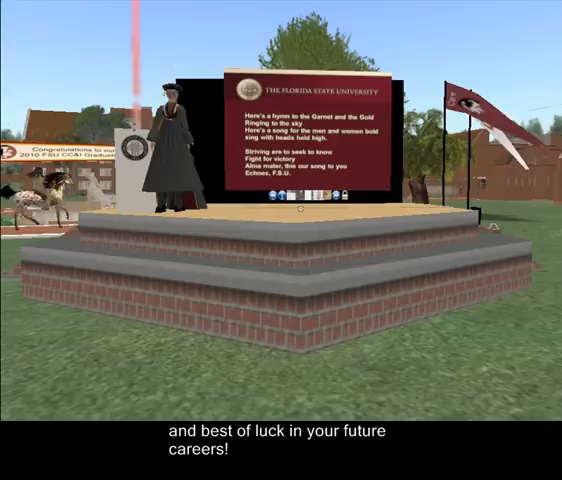 THE FLORIDA STATE UNIVERSITY
Here's a hymn to the Garnet and the Gold
Ringing to the sky
Here's a song for the men and women bold
sing with heads held high.
Striving ere to seek to know
Fight for victory
Alma mater, this our song to you
Echoes, F.S.U.
Congratulations to our
2010 FSU CC&I Graduat
and best of luck in your future
careers!